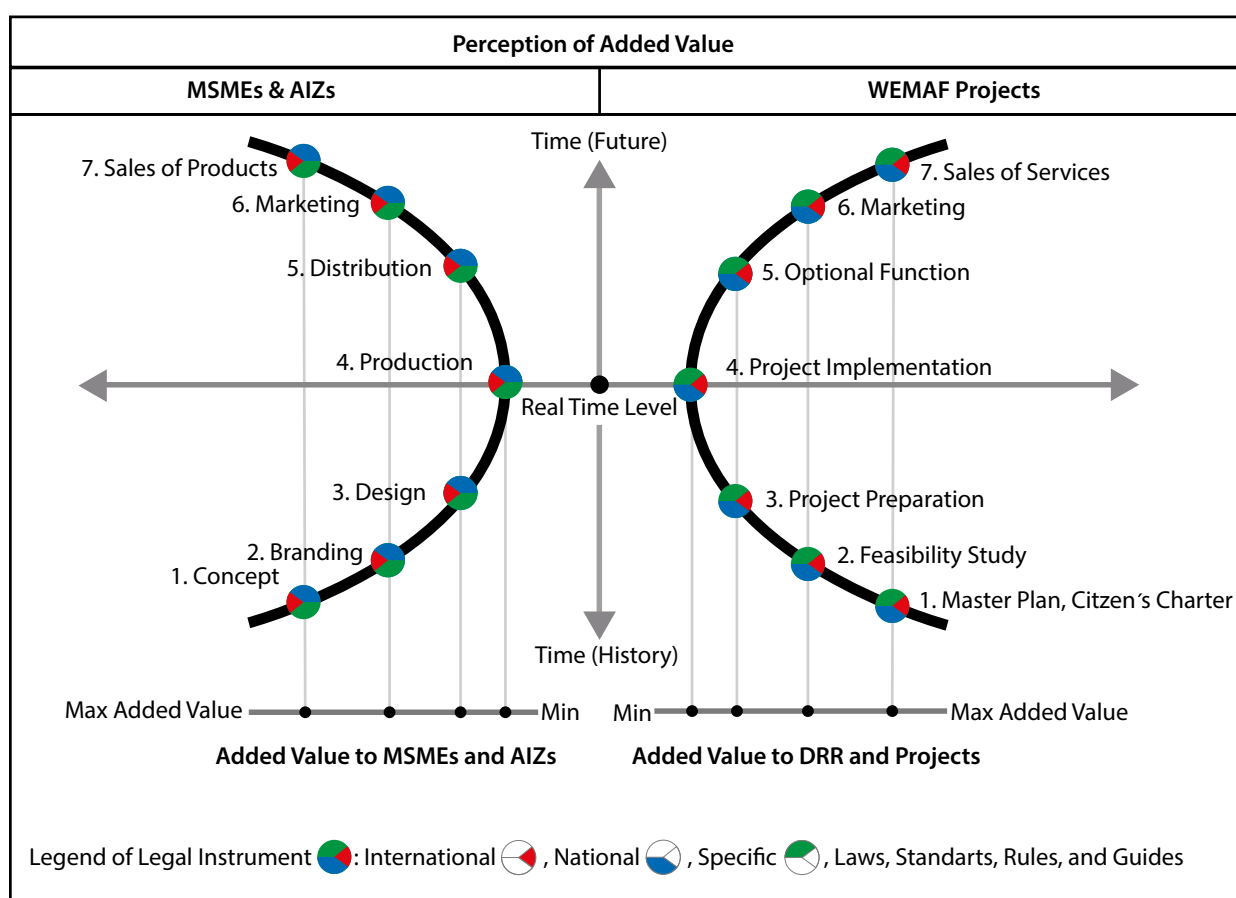 Perception of Added Value
MSMEs & AIZs
WEMAF Projects
Time (Future)
7. Sales of Products
6. Marketing
5. Distribution
4. Production
3. Design
2. Branding
1. Concept
7. Sales of Services
6. Marketing
5. Optional Function
4. Project Implementation
Real Time Level
3. Project Preparation
2. Feasibility Study
1. Master Plan, Citzen´s Charter
Time (History)
Max Added Value
Min
Min
Max Added Value
Added Value to MSMEs and AIZs
Added Value to DRR and Projects
Legend of Legal Instrument : International , National , Specific , Laws, Standarts, Rules, and Guides